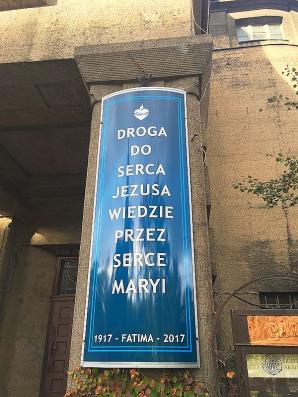 DROGA
DO
SERCA
JEZUSA
WIEDZIE
PRZEZ
SERCE
MARYI
1917 - FATIMA - 2017